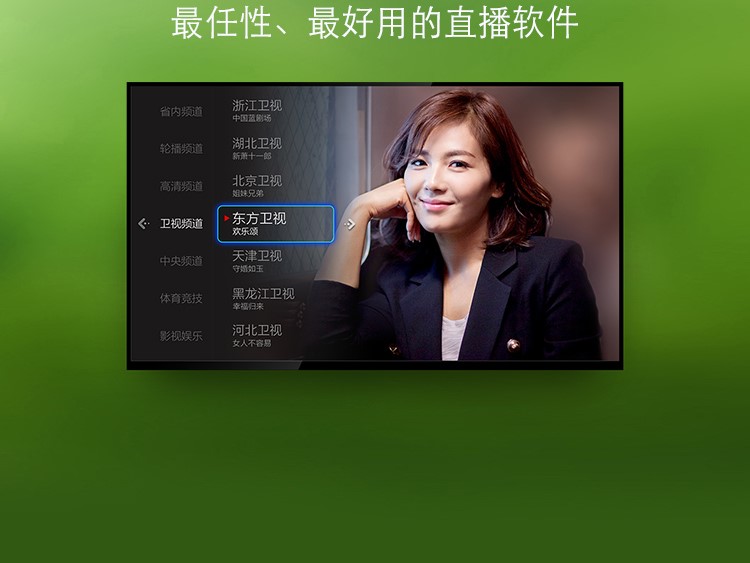 最任性、最好用的直播软件
省内频道
轮播频道
高清频道
卫视频道
中央频道
体育竞技
影视娱乐
浙江卫视
中国蓝剧场
湖北卫视
新萧十一郎
北京卫视
姐妹兄弟
东方卫视
欢乐颂
天津卫视
守婚如玉
黑龙江卫视
幸福归来
河北卫视
女人不容易